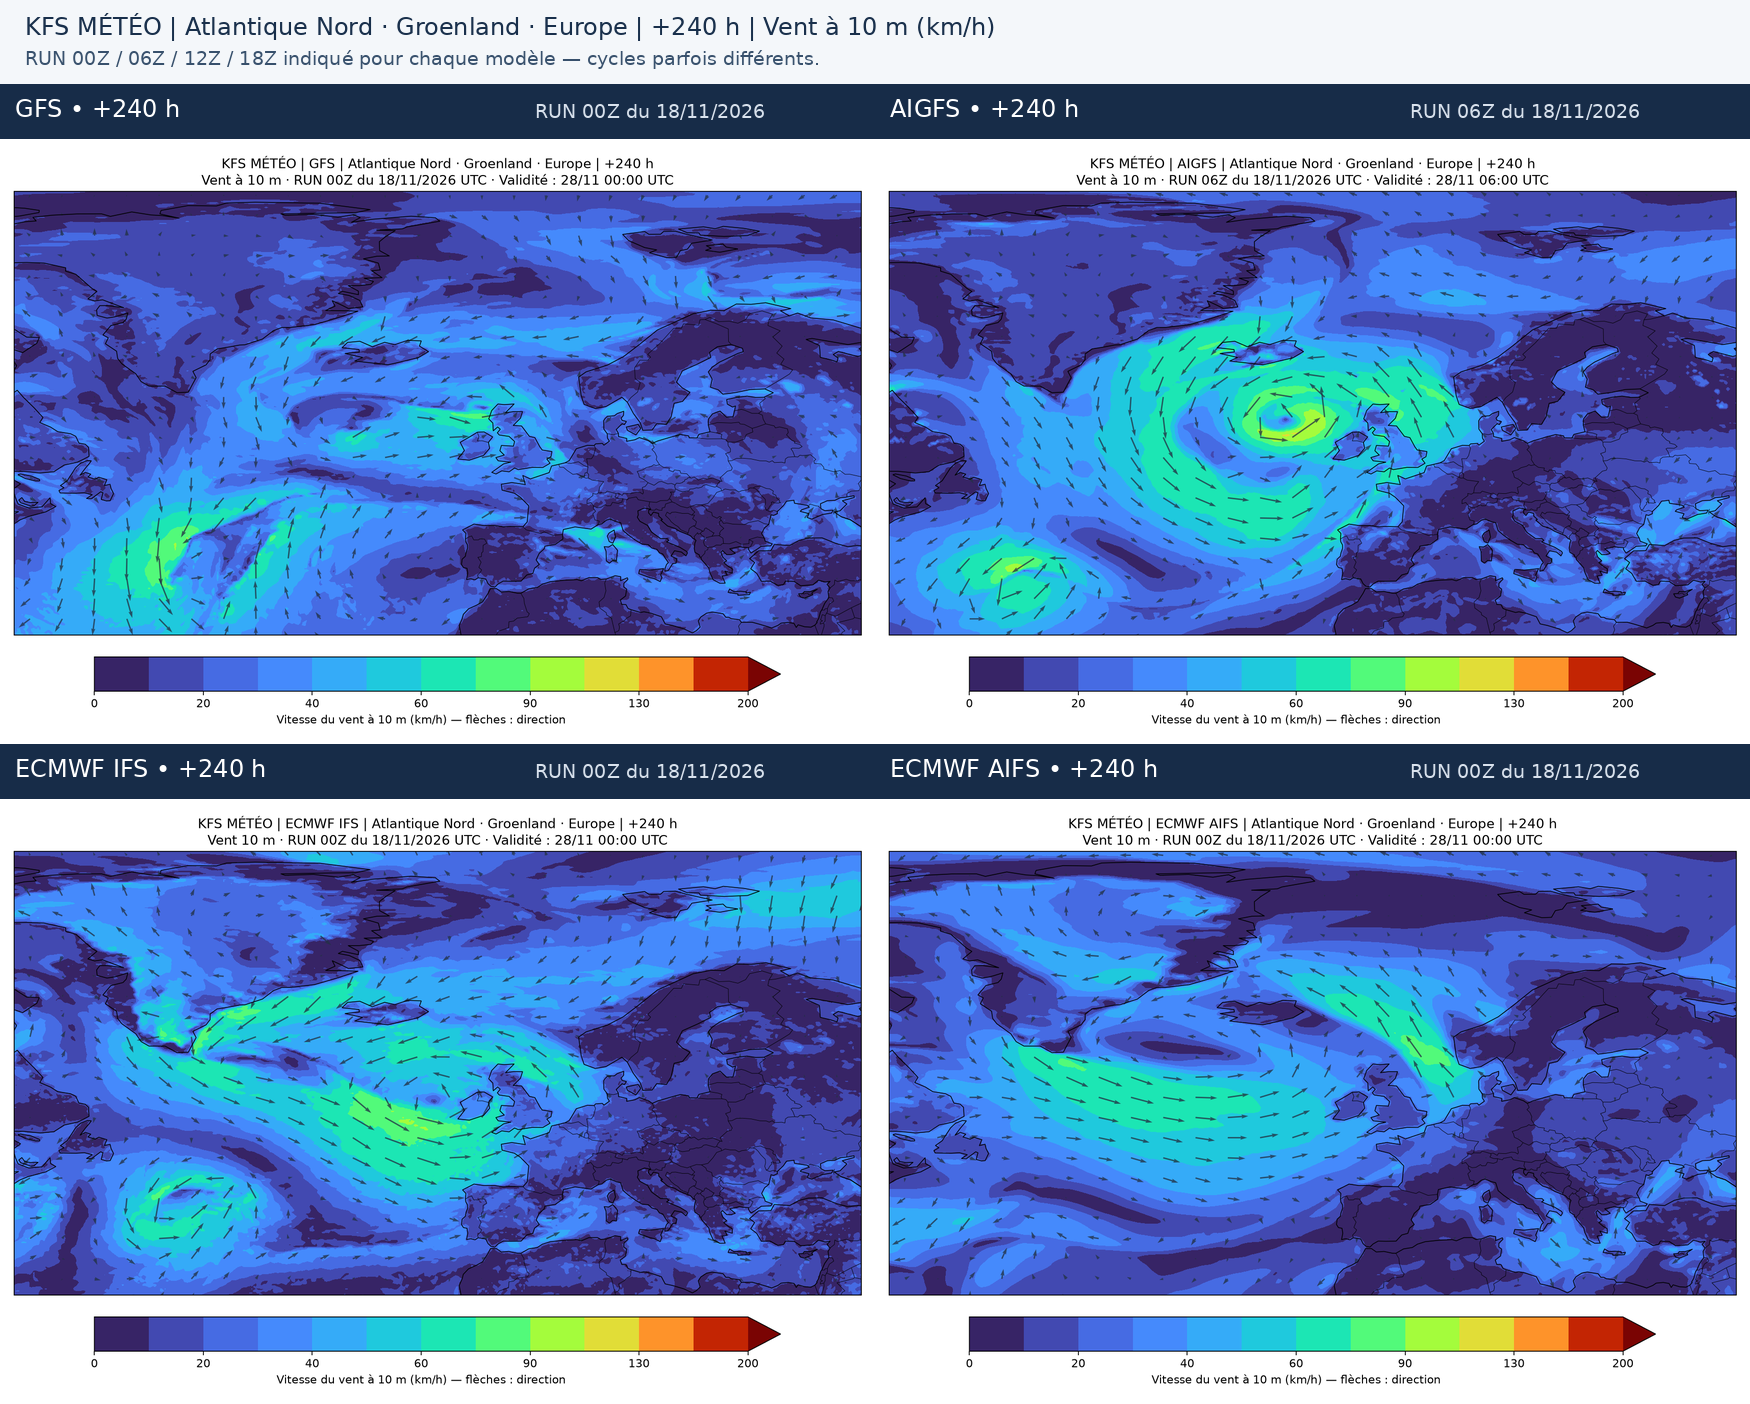 KFS MÉTÉO | Atlantique Nord · Groenland · Europe | +240 h | Vent à 10 m (km/h)
RUN 00Z / 06Z / 12Z / 18Z indiqué pour chaque modèle — cycles parfois différents.
GFS • +240 h
RUN 00Z du 18/11/2026
KFS MÉTÉO | GFS | Atlantique Nord · Groenland · Europe | +240 h
Vent à 10 m · RUN 00Z du 18/11/2026 UTC · Validité : 28/11 00:00 UTC
0 20 40 60 90 130 200
Vitesse du vent à 10 m (km/h) — flèches : direction
AIGFS • +240 h
RUN 06Z du 18/11/2026
KFS MÉTÉO | AIGFS | Atlantique Nord · Groenland · Europe | +240 h
Vent à 10 m · RUN 06Z du 18/11/2026 UTC · Validité : 28/11 06:00 UTC
0 20 40 60 90 130 200
Vitesse du vent à 10 m (km/h) — flèches : direction
ECMWF IFS • +240 h
RUN 00Z du 18/11/2026
KFS MÉTÉO | ECMWF IFS | Atlantique Nord · Groenland · Europe | +240 h
Vent 10 m · RUN 00Z du 18/11/2026 UTC · Validité : 28/11 00:00 UTC
0 20 40 60 90 130 200
Vitesse du vent à 10 m (km/h) — flèches : direction
ECMWF AIFS • +240 h
RUN 00Z du 18/11/2026
KFS MÉTÉO | ECMWF AIFS | Atlantique Nord · Groenland · Europe | +240 h
Vent 10 m · RUN 00Z du 18/11/2026 UTC · Validité : 28/11 00:00 UTC
0 20 40 60 90 130 200
Vitesse du vent à 10 m (km/h) — flèches : direction